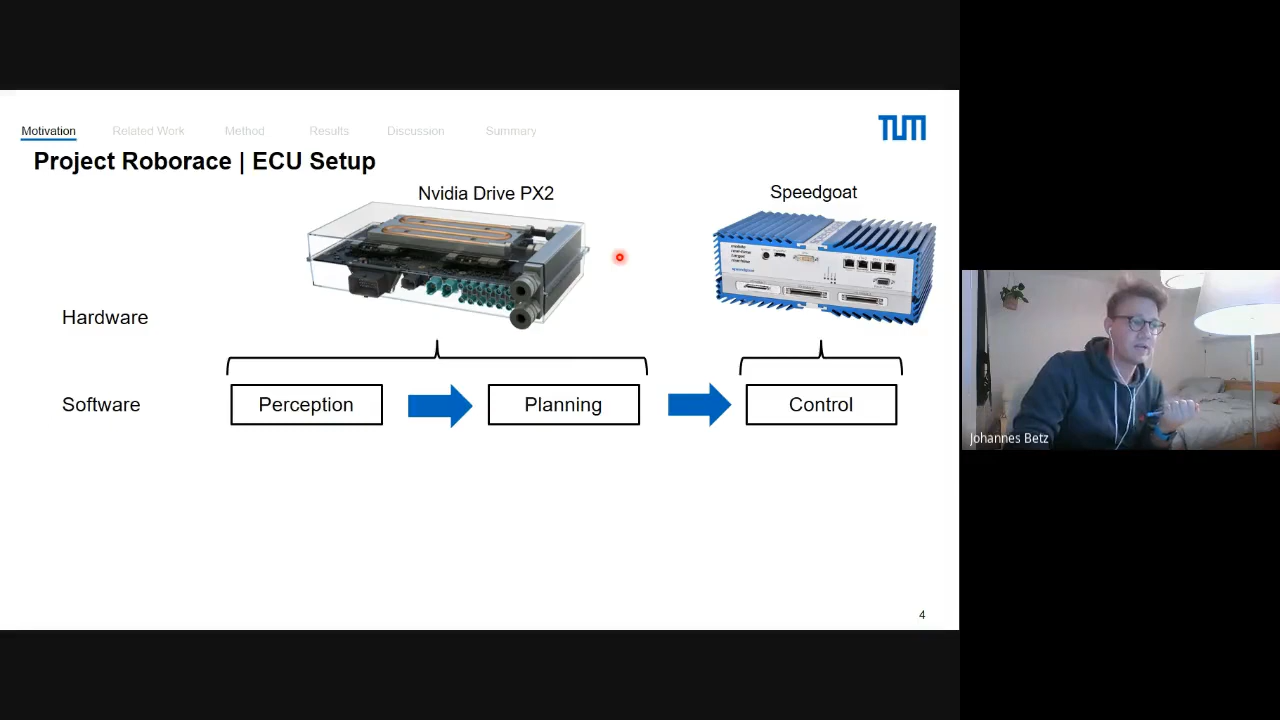 Motivation Related Work Method Results Discussion Summary
TUM
Project Roborace | ECU Setup
Nvidia Drive PX2
Speedgoat
Hardware
Software
Perception
Planning
Control
Johannes Betz
4